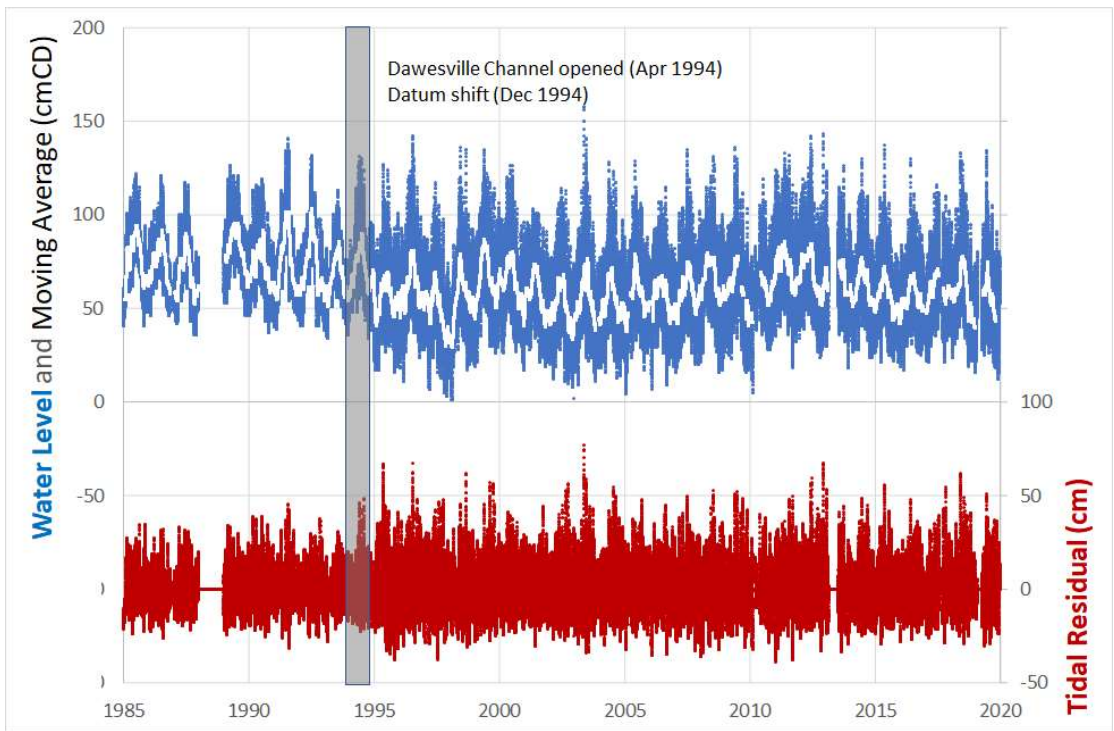 200
150
100
50
0
-50
)
)
Water Level and Moving Average (cmCD)
Dawesville Channel opened (Apr 1994)
Datum shift (Dec 1994)
100
50
0
-50
Tidal Residual (cm)
1985 1990 1995 2000 2005 2010 2015 2020